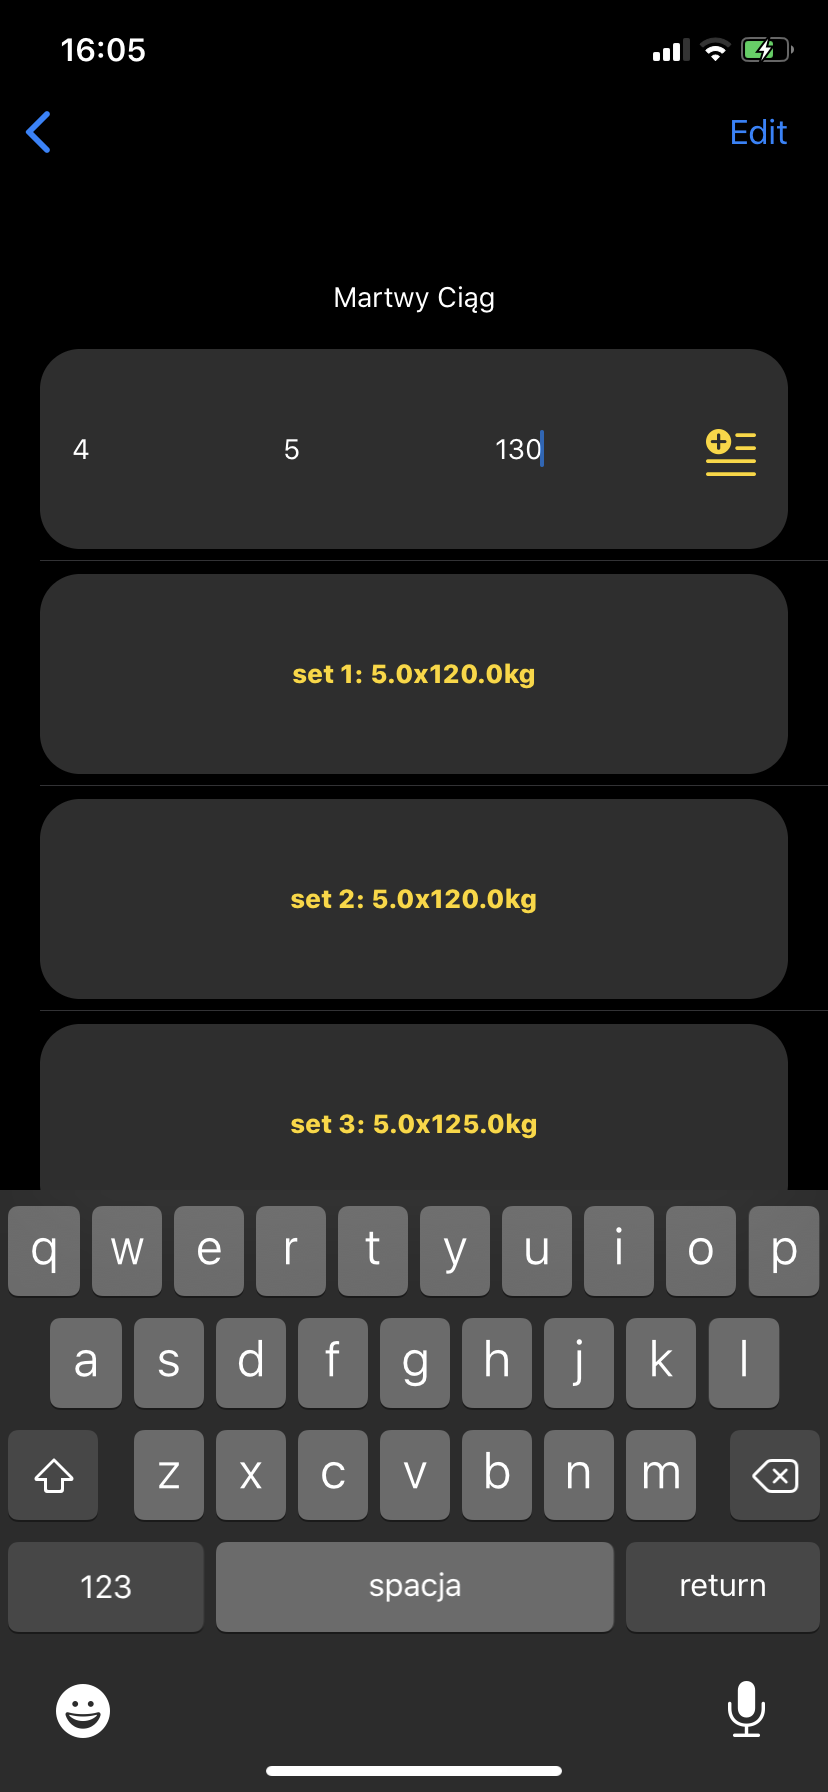 16:05
Edit
Martwy Ciąg
4 5 130
set 1: 5.0x120.0kg
set 2: 5.0x120.0kg
set 3: 5.0x125.0kg
q w e r t y u i o p
a s d f g h j k l
z x c v b n m
123 spacja return